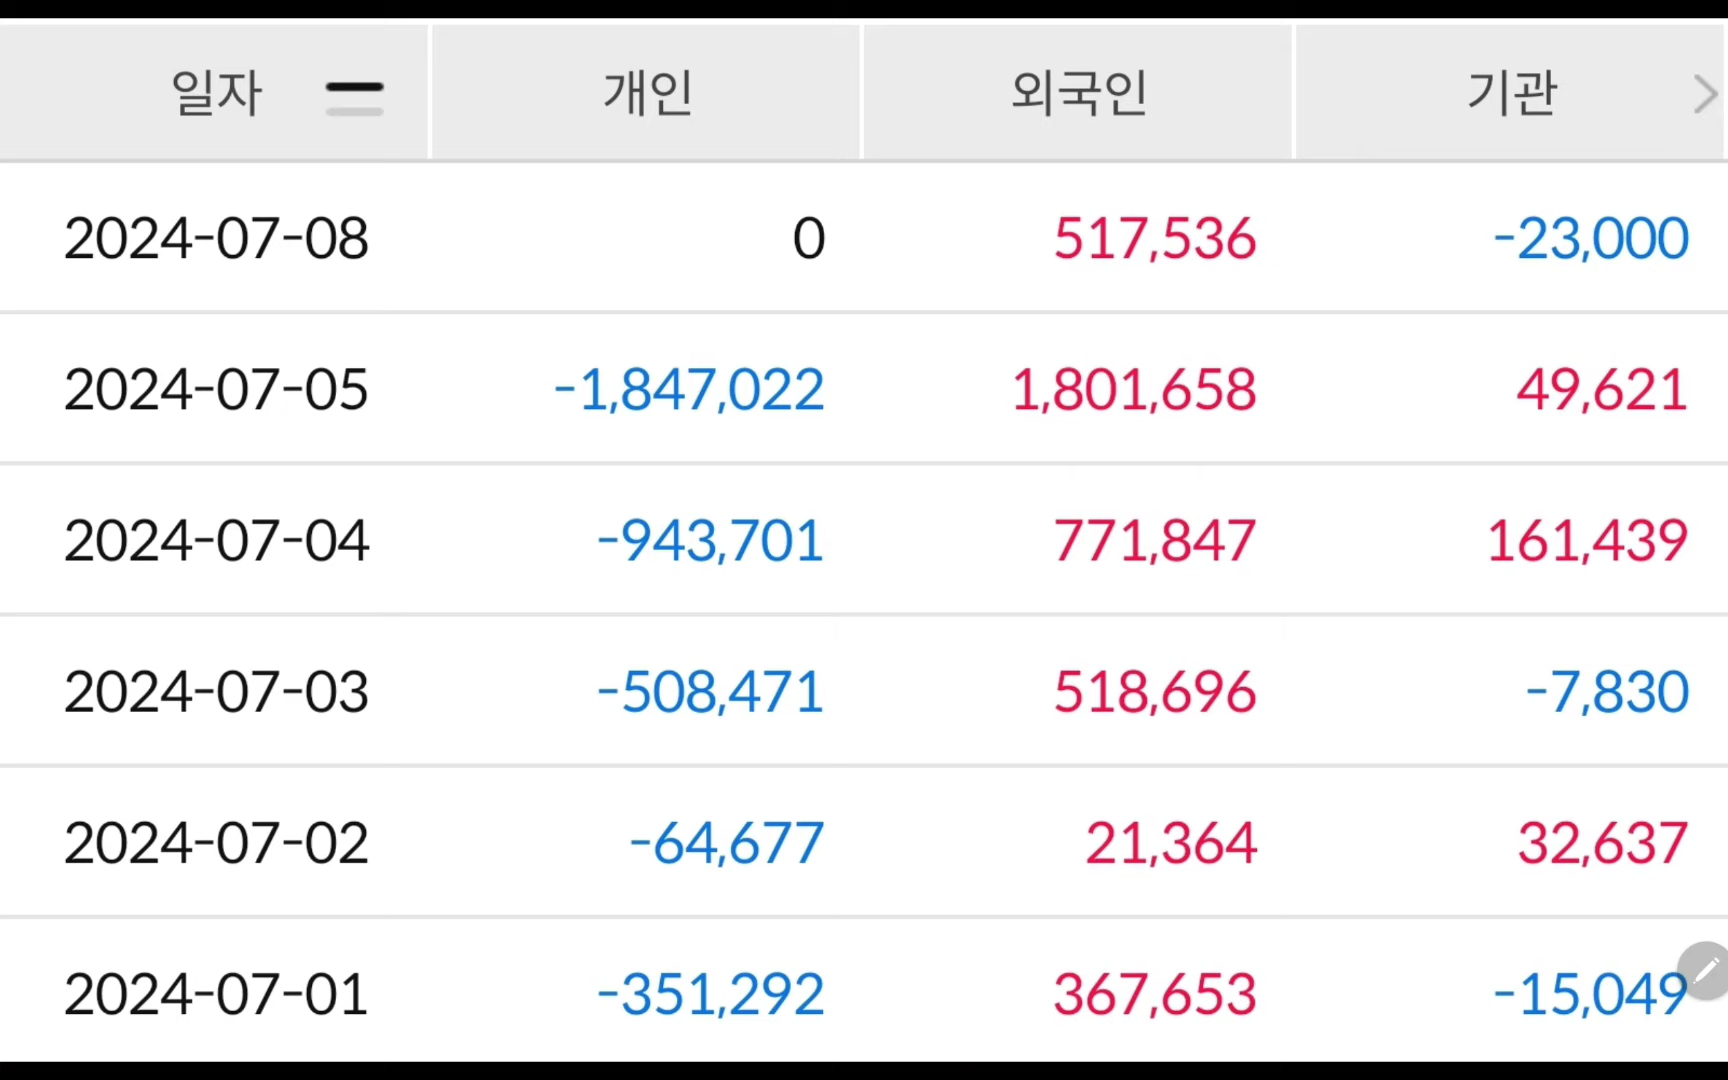 일자 개인 외국인 기관
2024-07-08 0 517,536 -23,000
2024-07-05 -1,847,022 1,801,658 49,621
2024-07-04 -943,701 771,847 161,439
2024-07-03 -508,471 518,696 -7,830
2024-07-02 -64,677 21,364 32,637
2024-07-01 -351,292 367,653 -15,049